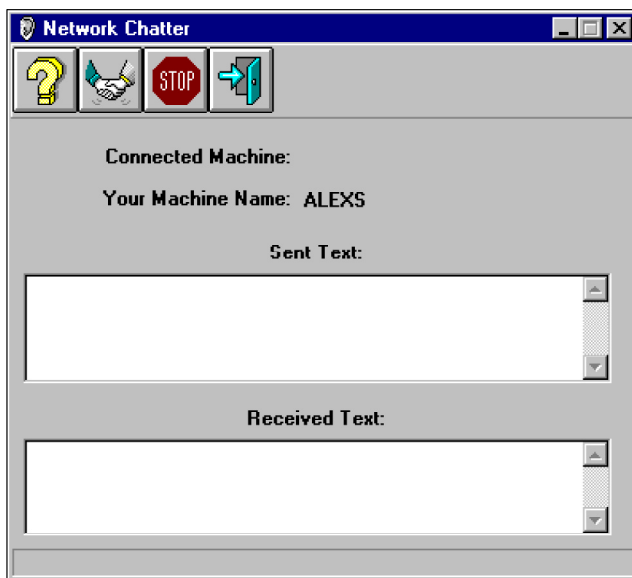 Network Chatter
STOP
Connected Machine:
Your Machine Name: ALEXS
Sent Text:
Received Text: